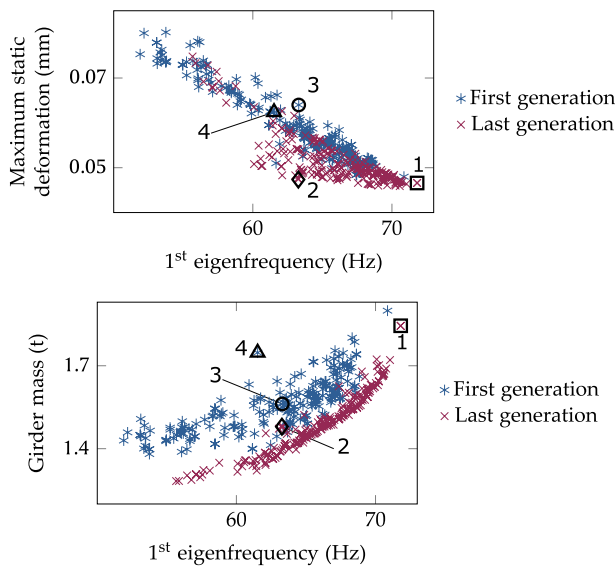 Maximum static
deformation (mm)
0.07
0.05
3
4
2
1
60
70
1st eigenfrequency (Hz)
First generation
Last generation
Girder mass (t)
1.7
1.4
4
3
1
2
60
70
1st eigenfrequency (Hz)
First generation
Last generation